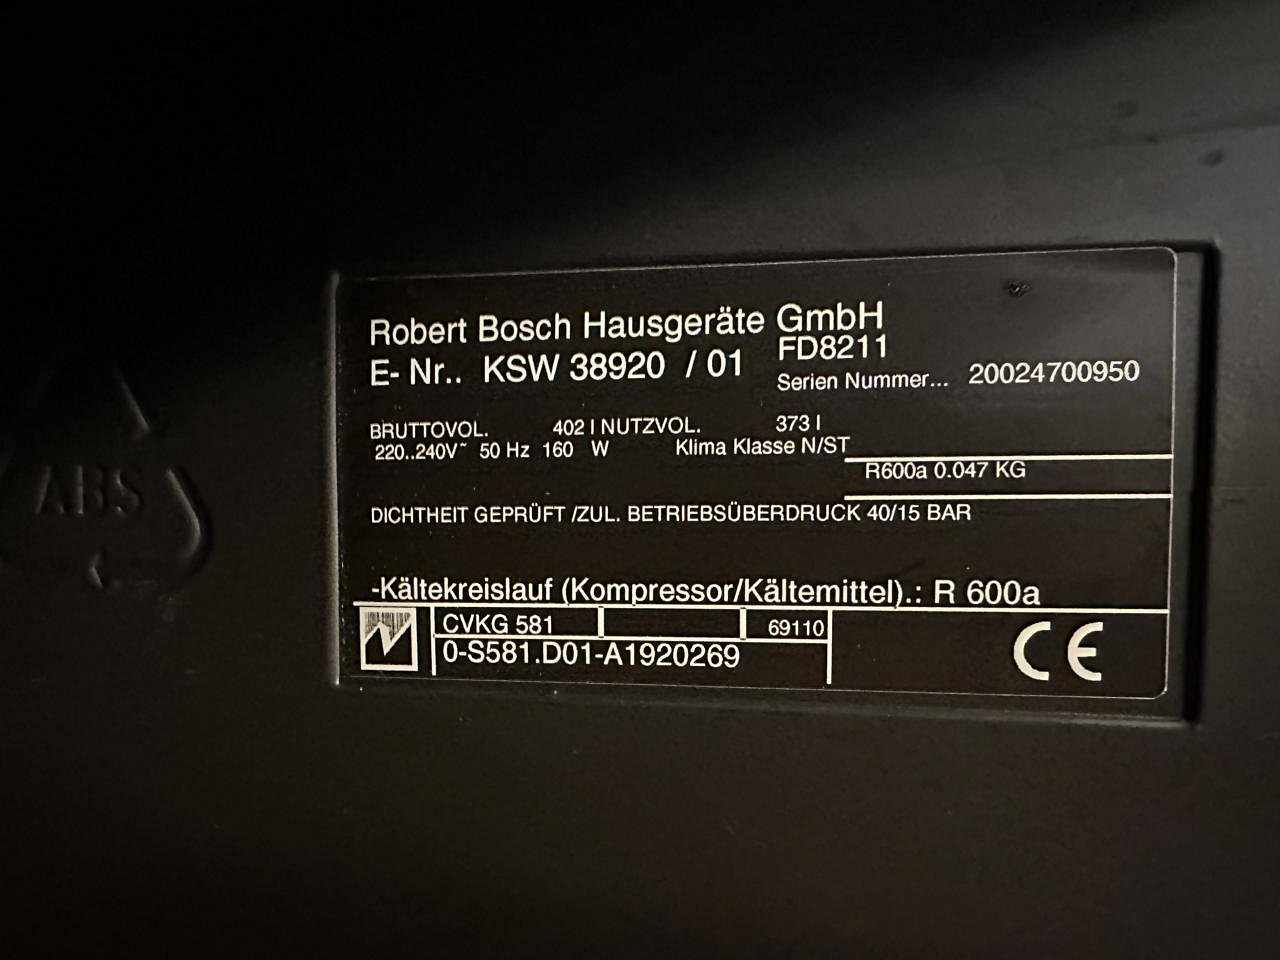 Robert Bosch Hausgeräte GmbH
E- Nr.. KSW 38920 / 01 FD8211
Serien Nummer... 20024700950
BRUTTOVOL. 402 l NUTZVOL. 373 l
220..240V~ 50 Hz 160 W Klima Klasse N/ST
R600a 0.047 KG
DICHTHEIT GEPRÜFT /ZUL. BETRIEBSÜBERDRUCK 40/15 BAR
-Kältekreislauf (Kompressor/Kältemittel).: R 600a
CVKG 581 69110
0-S581.D01-A1920269
CE
ABS